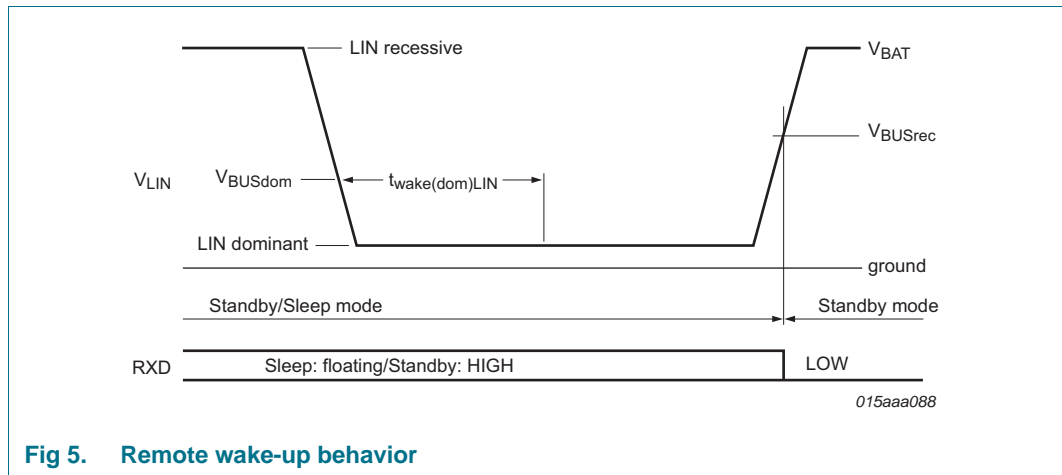 LIN recessive
VBAT
VBUSrec
VLIN
VBUSdom
twake(dom)LIN
LIN dominant
ground
Standby/Sleep mode
Standby mode
RXD
Sleep: floating/Standby: HIGH
LOW
015aaa088
Fig 5. Remote wake-up behavior